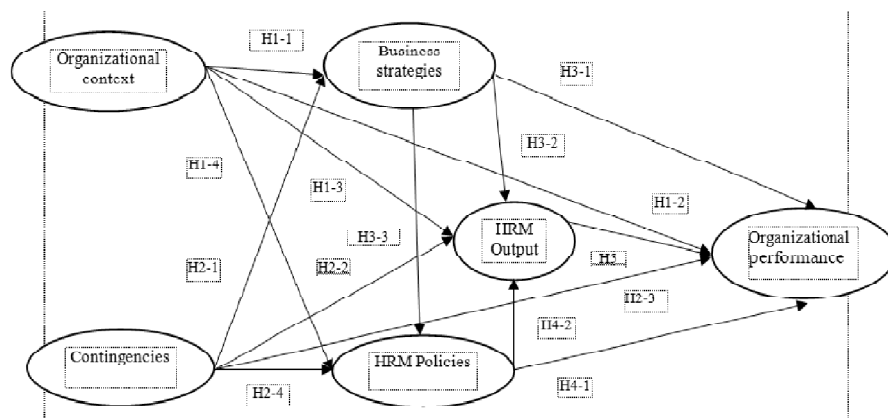 H1-1
Business
strategies
Organizational
context
H3-1
H3-2
H1-4
H1-3
H1-2
HRM
Output
H3-3
Organizational
performance
H2-1
H2-2
H2-3
Contingencies
HRM Policies
H4-2
H2-4
H4-1